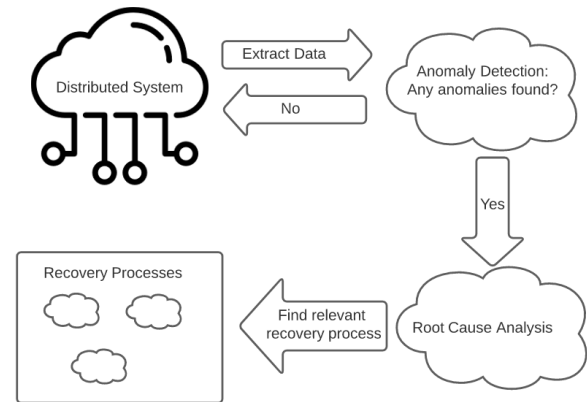 Distributed System
Extract Data
No
Anomaly Detection:
Any anomalies found?
Yes
Root Cause Analysis
Find relevant
recovery process
Recovery Processes